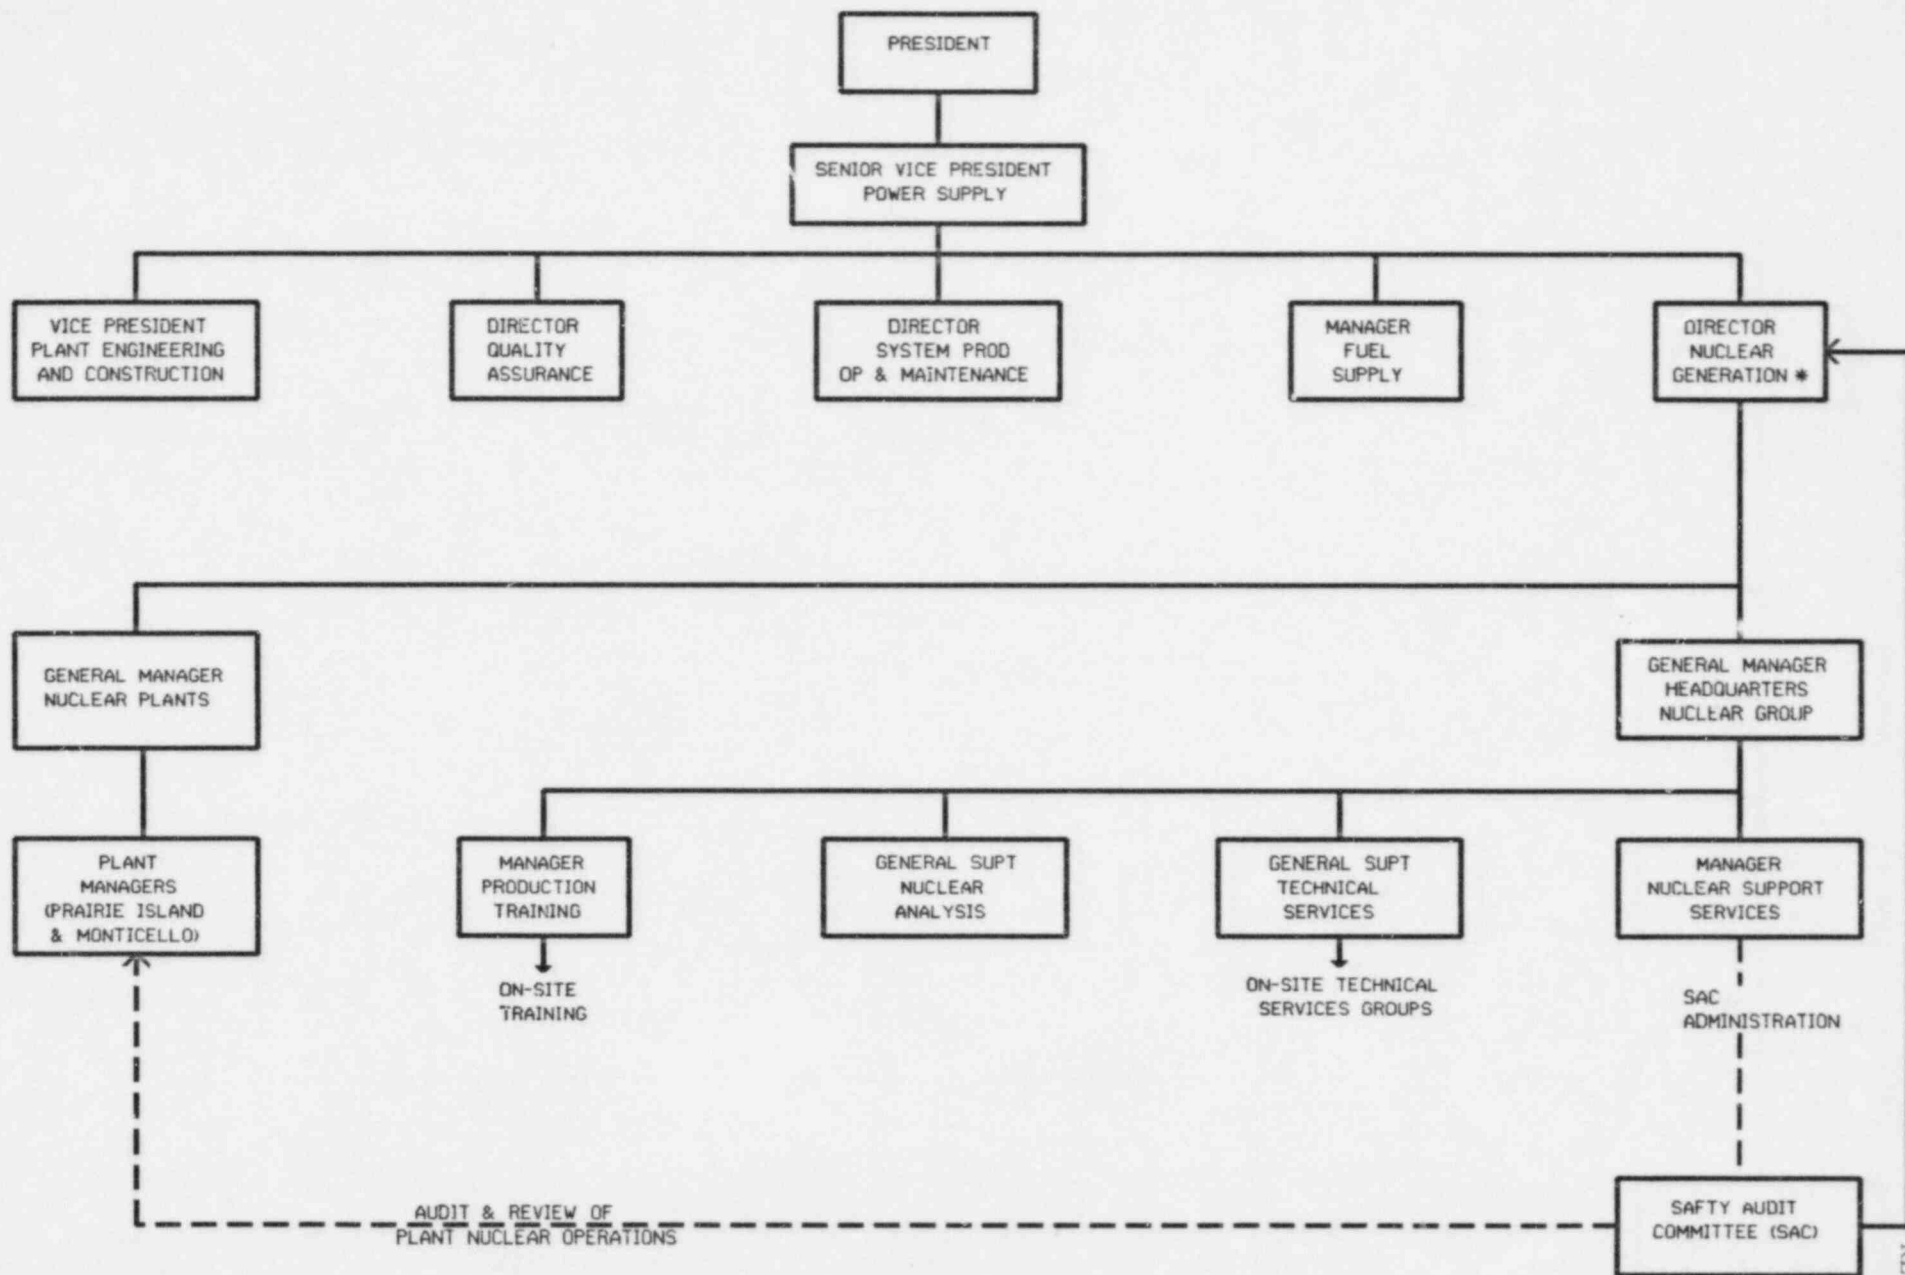 PRESIDENT
SENIOR VICE PRESIDENT
POWER SUPPLY
VICE PRESIDENT
PLANT ENGINEERING
AND CONSTRUCTION
DIRECTOR
QUALITY
ASSURANCE
DIRECTOR
SYSTEM PROD
OP & MAINTENANCE
MANAGER
FUEL
SUPPLY
DIRECTOR
NUCLEAR
GENERATION *
GENERAL MANAGER
NUCLEAR PLANTS
GENERAL MANAGER
HEADQUARTERS
NUCLEAR GROUP
PLANT
MANAGERS
(PRAIRIE ISLAND
& MONTICELLO)
MANAGER
PRODUCTION
TRAINING
GENERAL SUPT
NUCLEAR
ANALYSIS
GENERAL SUPT
TECHNICAL
SERVICES
MANAGER
NUCLEAR SUPPORT
SERVICES
ON-SITE
TRAINING
ON-SITE TECHNICAL
SERVICES GROUPS
SAC
ADMINISTRATION
AUDIT & REVIEW OF
PLANT NUCLEAR OPERATIONS
SAFTY AUDIT
COMMITTEE (SAC)